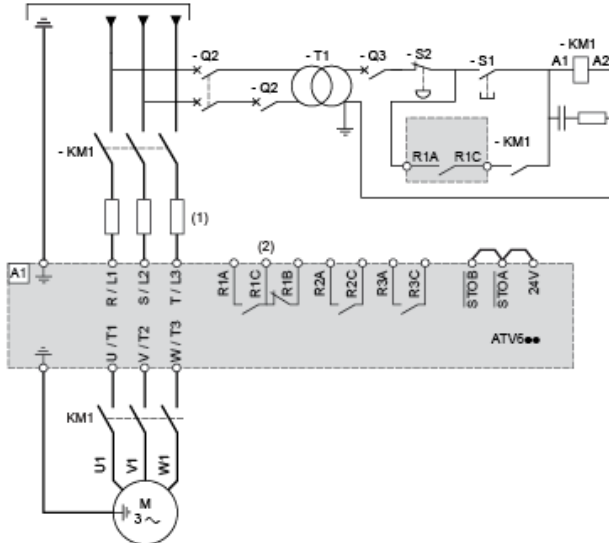 - Q2
- T1
- Q3
- S2
- S1
- KM1
A1
A2
- Q2
- KM1
R1A
R1C
- KM1
(1)
(2)
A1
R / L1
S / L2
T / L3
R1A
R1C
R1B
R2A
R2C
R3A
R3C
STOB
STOA
24V
U / T1
V / T2
W / T3
ATV6●●
KM1
U1
V1
W1
M
3 ~